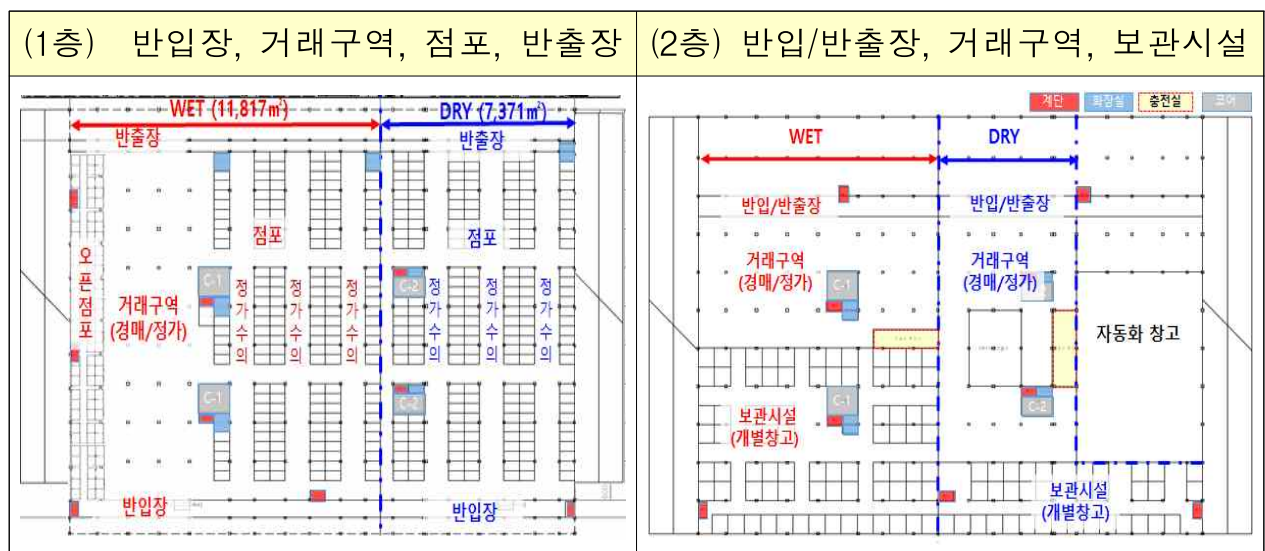 (1층) 반입장, 거래구역, 점포, 반출장
WET (11,817㎡)
DRY (7,371㎡)
반출장
반출장
점포
점포
오픈점포
거래구역
(경매/정가)
C-1
C-2
정가수의
정가수의
정가수의
정가수의
정가수의
정가수의
C-1
C-2
반입장
반입장
(2층) 반입/반출장, 거래구역, 보관시설
계단
화장실
충전실
코어
WET
DRY
반입/반출장
반입/반출장
거래구역
(경매/정가)
거래구역
(경매/정가)
C-1
자동화 창고
C-1
C-2
보관시설
(개별창고)
보관시설
(개별창고)